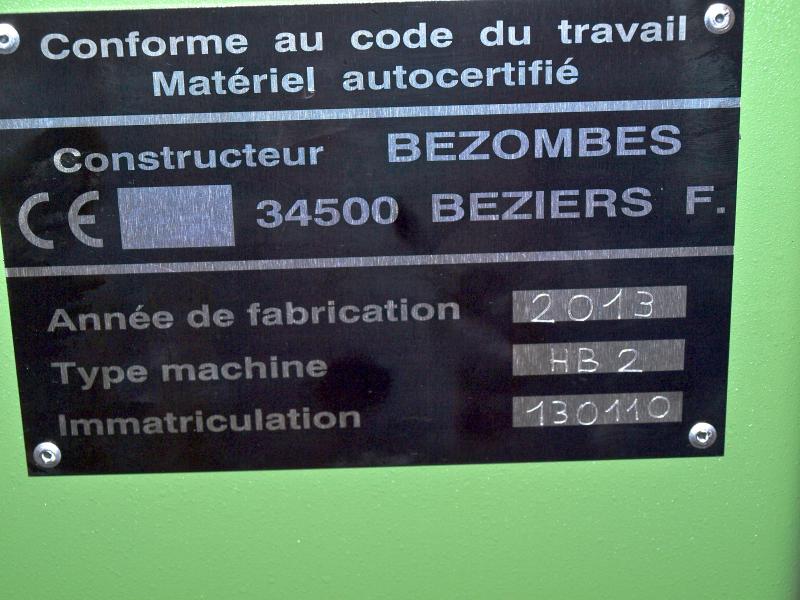 Conforme au code du travail
Matériel autocertifié
Constructeur BEZOMBES
CE 34500 BEZIERS F.
Année de fabrication 2013
Type machine HB 2
Immatriculation 130110